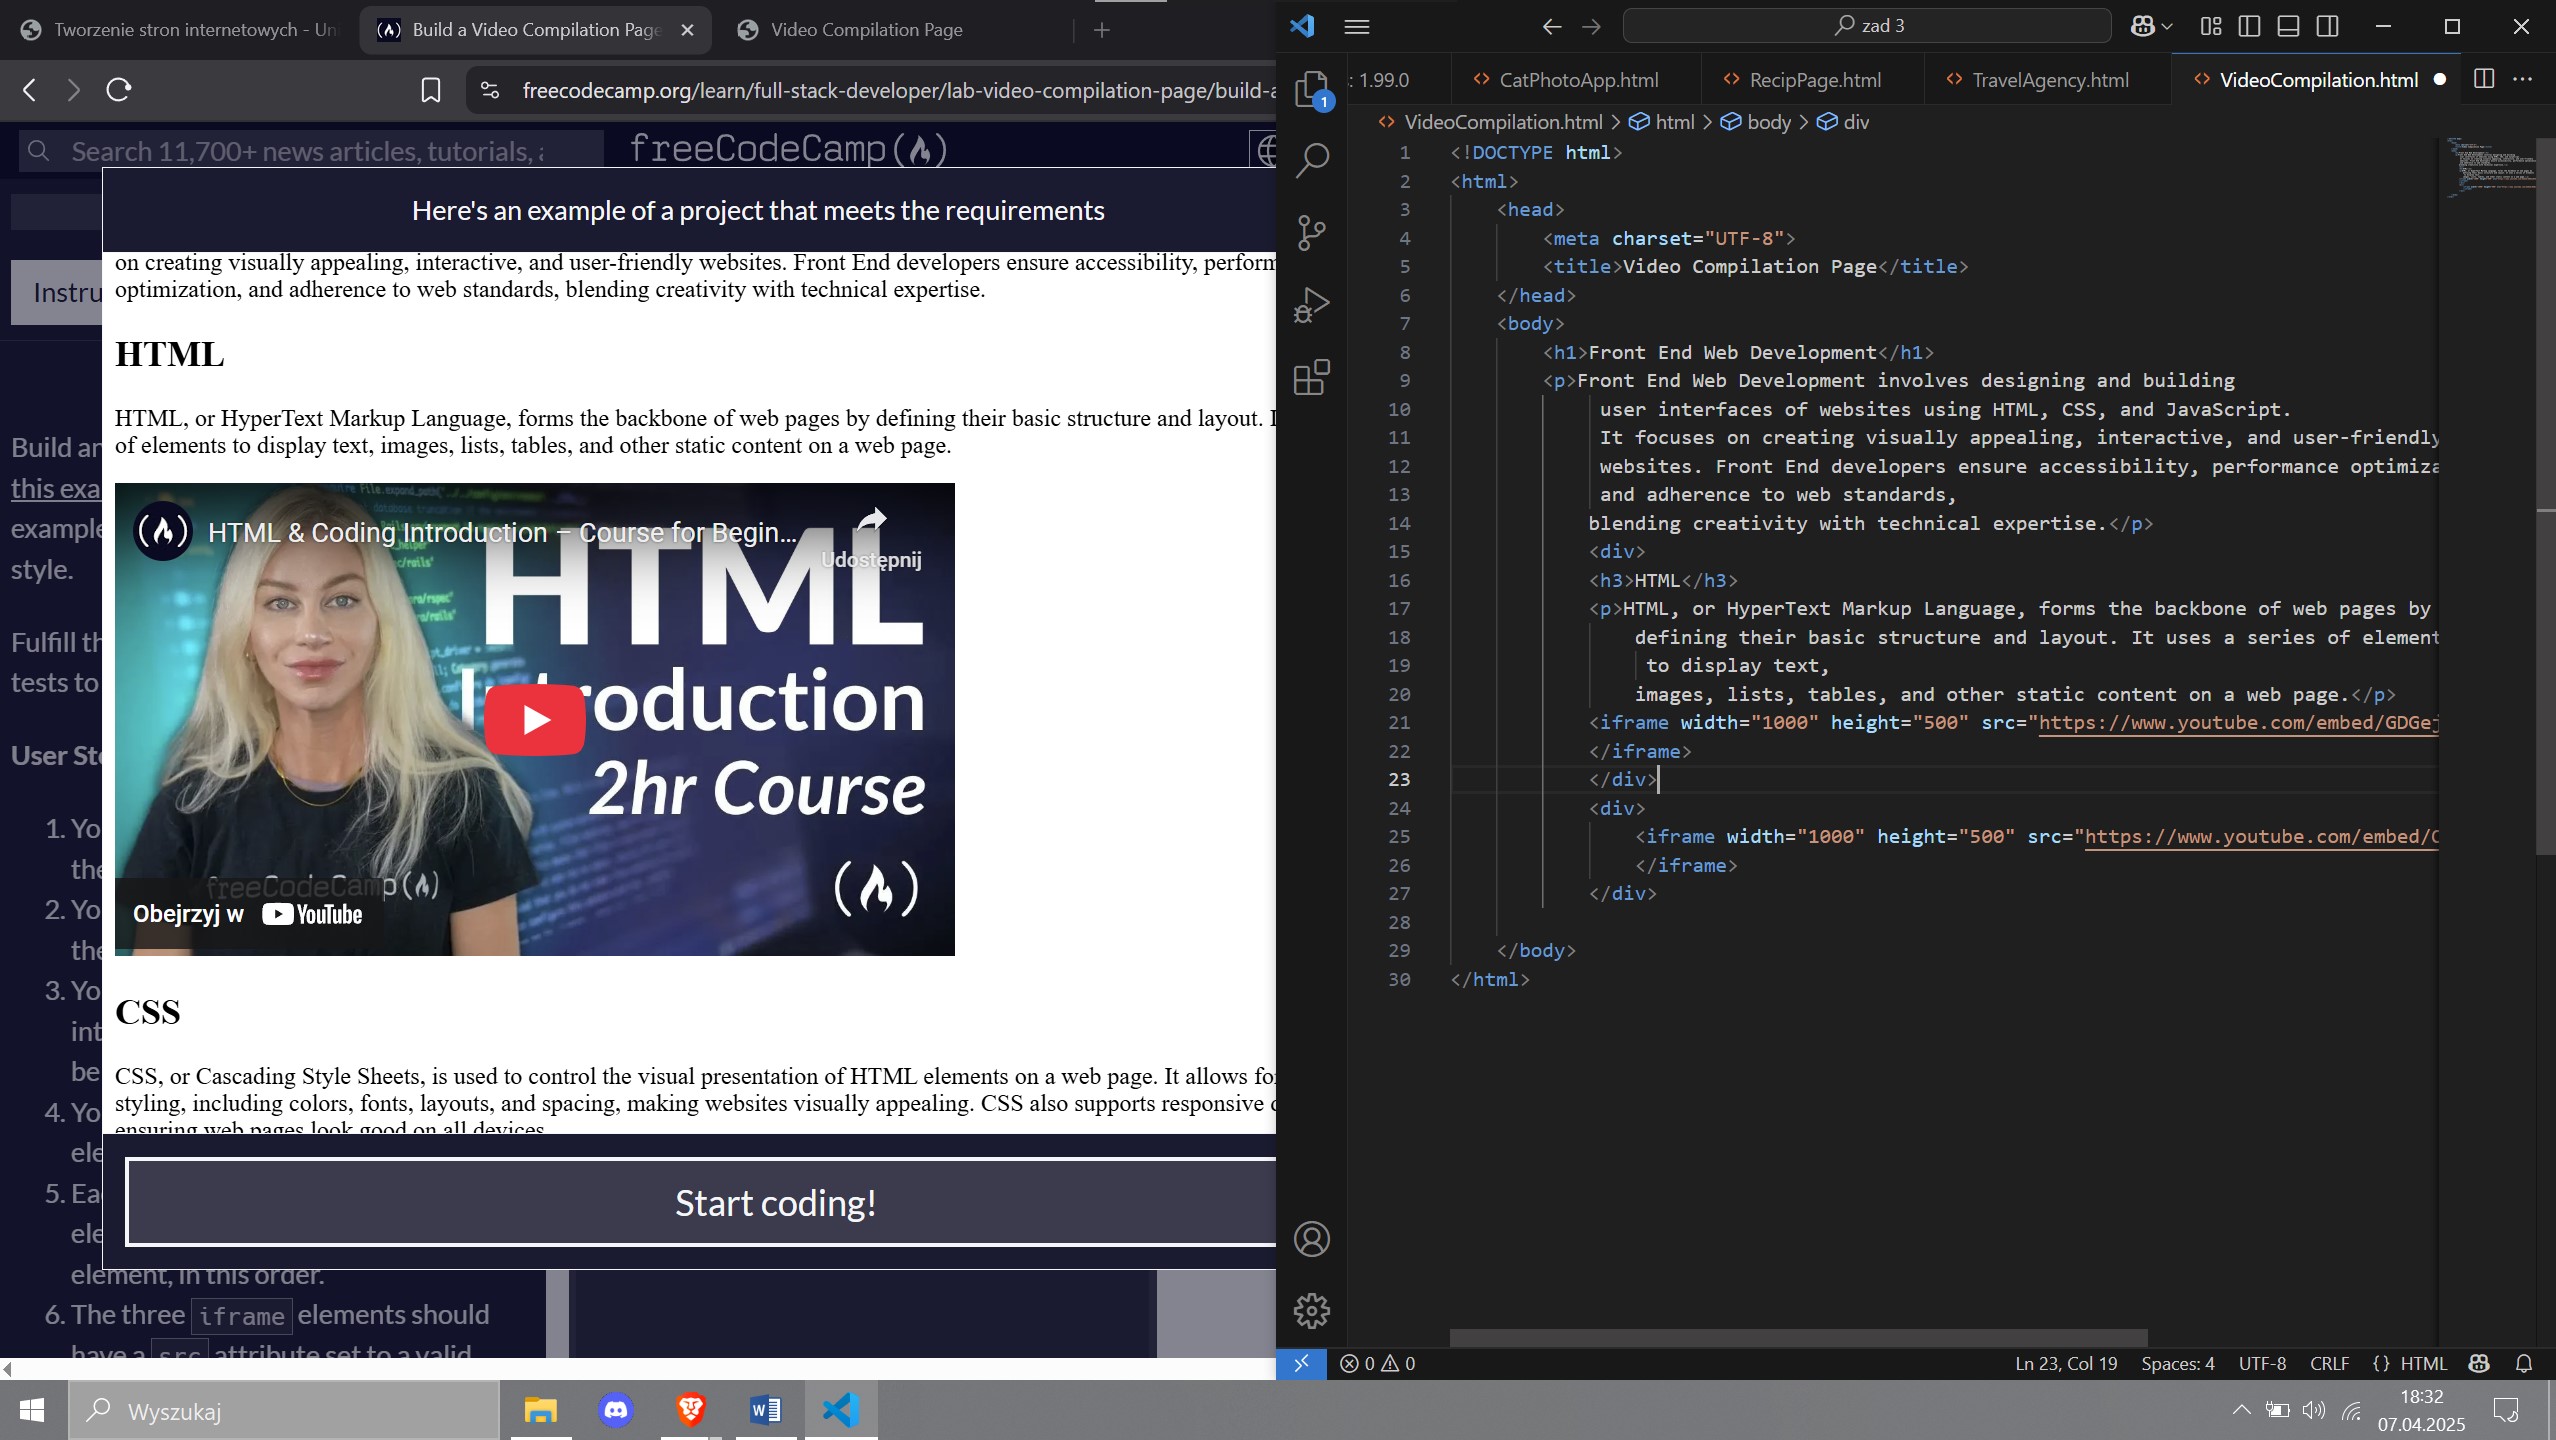 Tworzenie stron internetowych - Uni
Build a Video Compilation Page
Video Compilation Page
freecodecamp.org/learn/full-stack-developer/lab-video-compilation-page/build-a
Search 11,700+ news articles, tutorials, a
freeCodeCamp
Here's an example of a project that meets the requirements
Instru
on creating visually appealing, interactive, and user-friendly websites. Front End developers ensure accessibility, perform
optimization, and adherence to web standards, blending creativity with technical expertise.
HTML
HTML, or HyperText Markup Language, forms the backbone of web pages by defining their basic structure and layout. I
of elements to display text, images, lists, tables, and other static content on a web page.
HTML & Coding Introduction – Course for Begin...
Udostępnij
HTML
Introduction
2hr Course
freeCodeCamp
Obejrzyj w YouTube
CSS
CSS, or Cascading Style Sheets, is used to control the visual presentation of HTML elements on a web page. It allows for
styling, including colors, fonts, layouts, and spacing, making websites visually appealing. CSS also supports responsive d
ensuring web pages look good on all devices.
Start coding!
Build an
this exa
example
style.
Fulfill th
tests to
User Sto
1. Yo
the
2. Yo
the
3. Yo
int
be
4. Yo
ele
5. Eac
ele
element, in this order.
6. The three iframe elements should
have a src attribute set to a valid
zad 3
: 1.99.0
CatPhotoApp.html
RecipPage.html
TravelAgency.html
VideoCompilation.html
1
VideoCompilation.html > html > body > div
1 <!DOCTYPE html>
2 <html>
3 <head>
4 <meta charset="UTF-8">
5 <title>Video Compilation Page</title>
6 </head>
7 <body>
8 <h1>Front End Web Development</h1>
9 <p>Front End Web Development involves designing and building
10 user interfaces of websites using HTML, CSS, and JavaScript.
11 It focuses on creating visually appealing, interactive, and user-friendly
12 websites. Front End developers ensure accessibility, performance optimiza
13 and adherence to web standards,
14 blending creativity with technical expertise.</p>
15 <div>
16 <h3>HTML</h3>
17 <p>HTML, or HyperText Markup Language, forms the backbone of web pages by
18 defining their basic structure and layout. It uses a series of element
19 to display text,
20 images, lists, tables, and other static content on a web page.</p>
21 <iframe width="1000" height="500" src="https://www.youtube.com/embed/GDGej
22 </iframe>
23 </div>
24 <div>
25 <iframe width="1000" height="500" src="https://www.youtube.com/embed/
26 </iframe>
27 </div>
28
29 </body>
30 </html>
0 0
Ln 23, Col 19
Spaces: 4
UTF-8
CRLF
{} HTML
Wyszukaj
18:32
07.04.2025